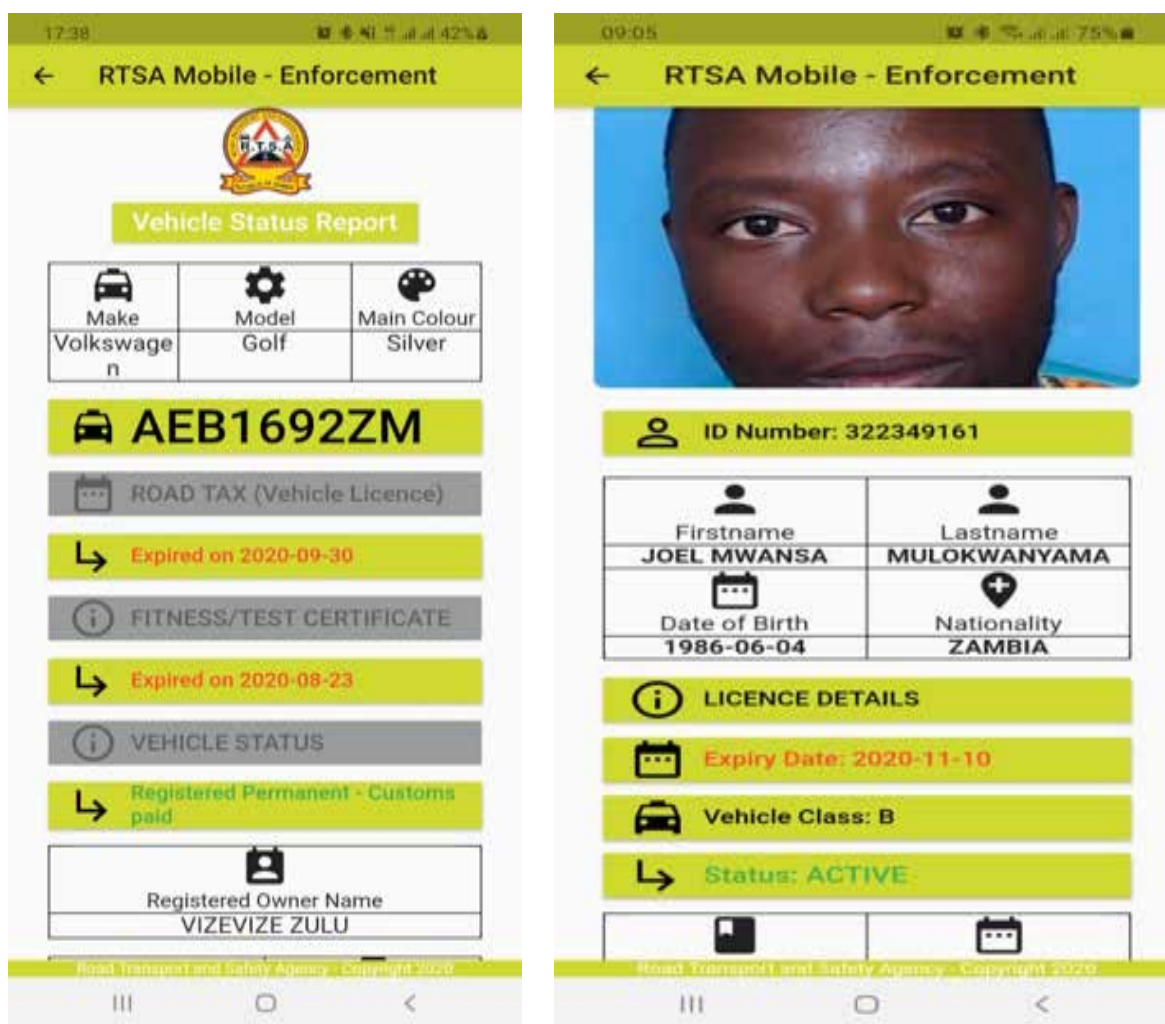 17:38
42%
RTSA Mobile - Enforcement
R.T.S.A
Vehicle Status Report
Make
Model
Main Colour
Volkswage
n
Golf
Silver
AEB1692ZM
ROAD TAX (Vehicle Licence)
Expired on 2020-09-30
FITNESS/TEST CERTIFICATE
Expired on 2020-08-23
VEHICLE STATUS
Registered Permanent - Customs
paid
Registered Owner Name
VIZEVIZE ZULU
Road Transport and Safety Agency - Copyright 2020
09:05
75%
RTSA Mobile - Enforcement
ID Number: 322349161
Firstname
Lastname
JOEL MWANSA
MULOKWANYAMA
Date of Birth
Nationality
1986-06-04
ZAMBIA
LICENCE DETAILS
Expiry Date: 2020-11-10
Vehicle Class: B
Status: ACTIVE
Road Transport and Safety Agency - Copyright 2020